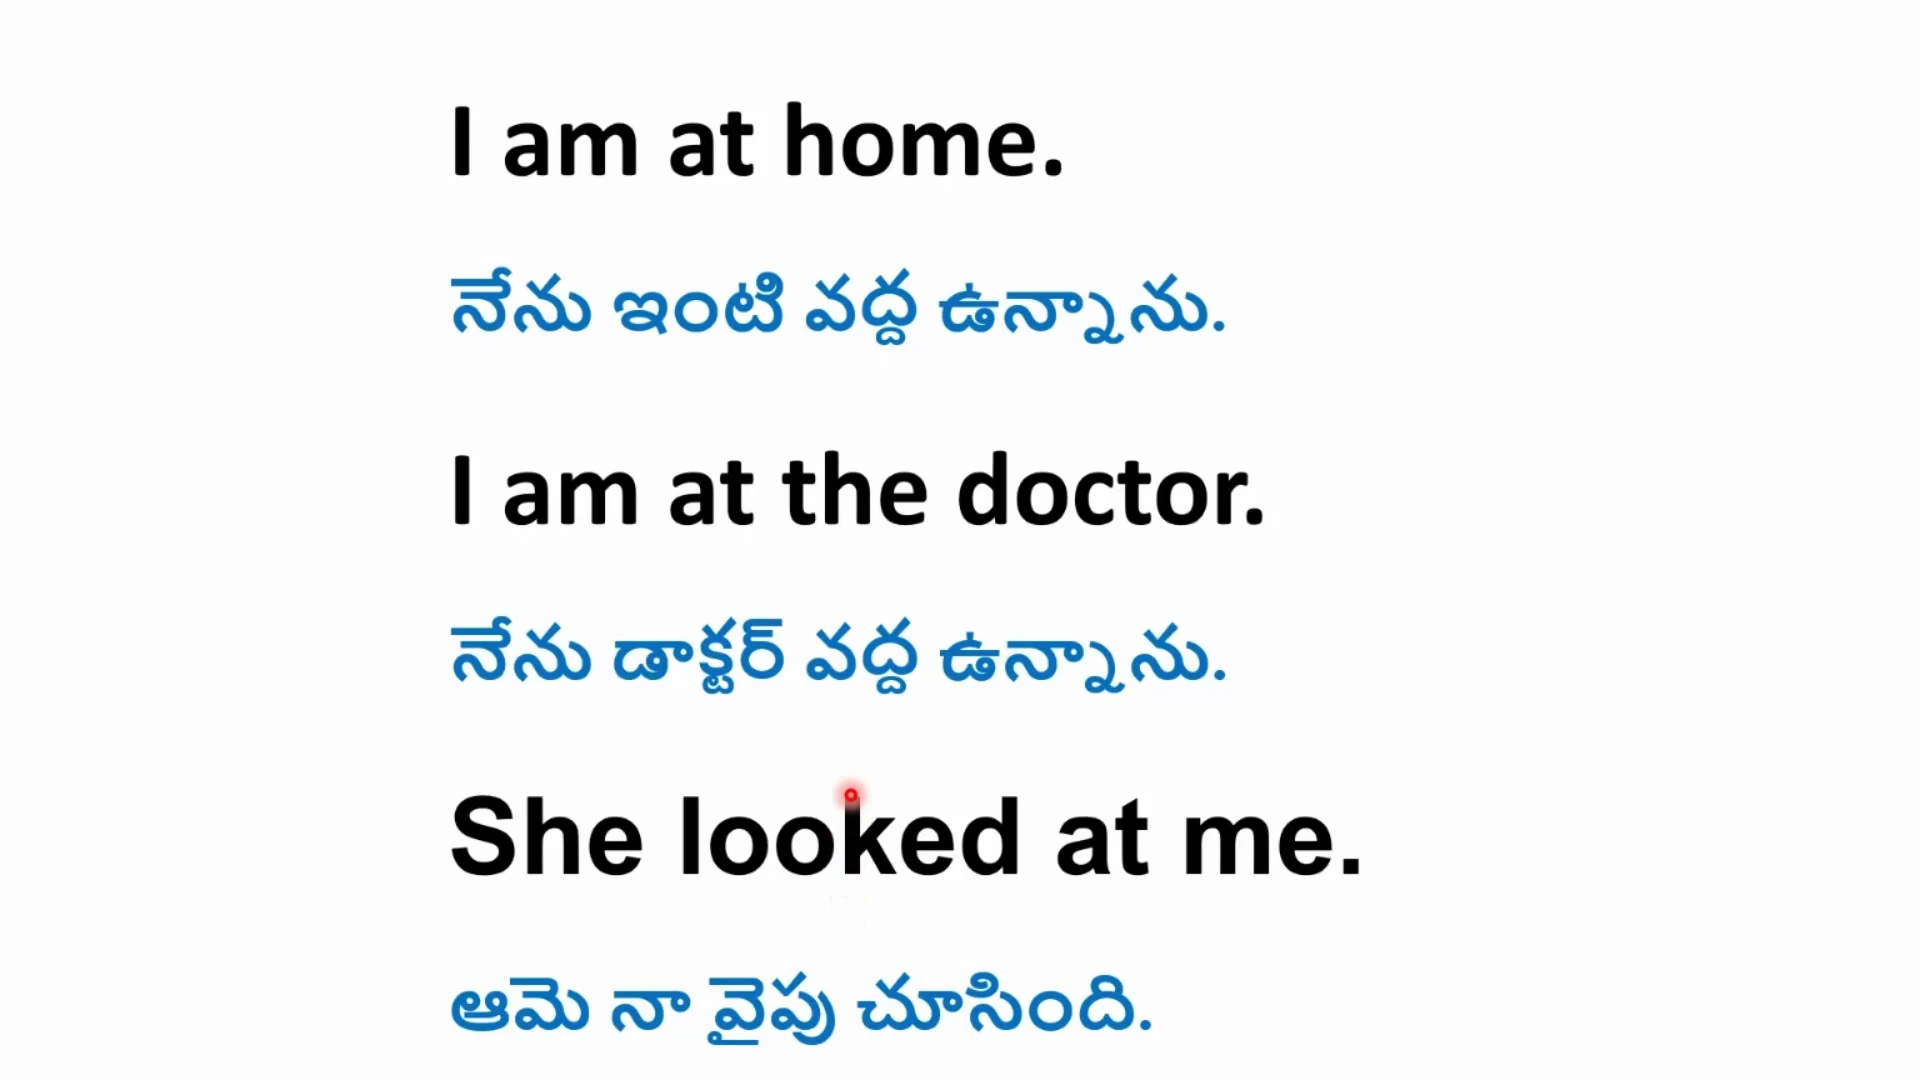 I am at home.
నేను ఇంటి వద్ద ఉన్నాను.
I am at the doctor.
నేను డాక్టర్ వద్ద ఉన్నాను.
She looked at me.
ఆమె నా వైపు చూసింది.